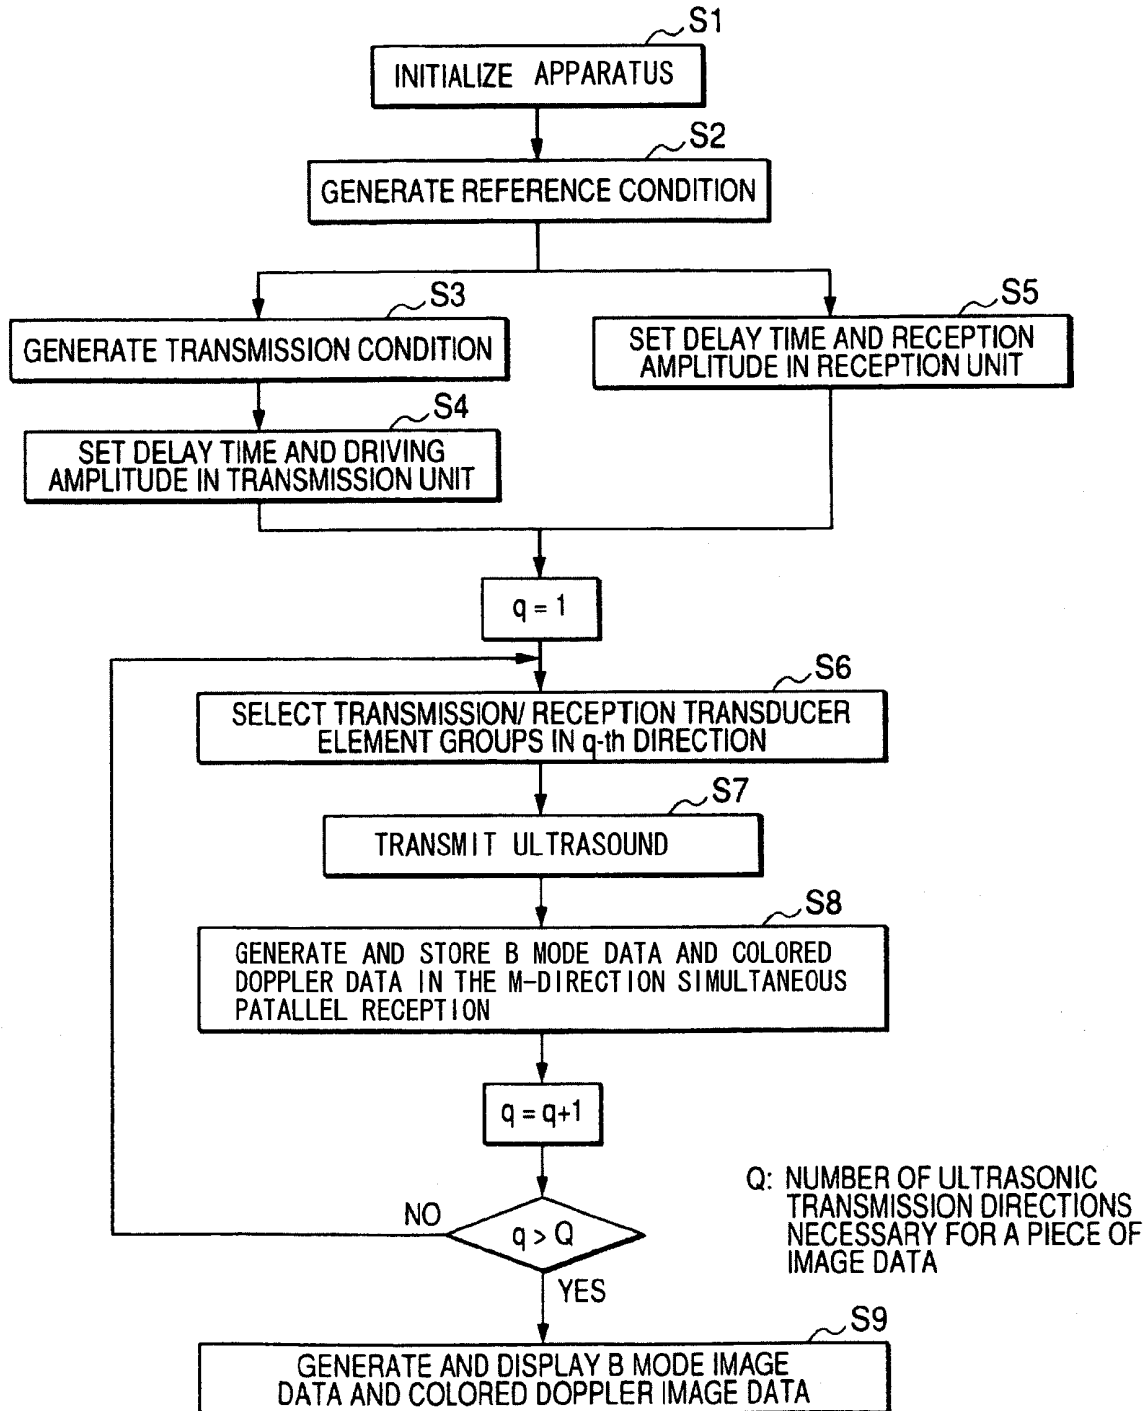 S1
INITIALIZE APPARATUS
S2
GENERATE REFERENCE CONDITION
S3
GENERATE TRANSMISSION CONDITION
S5
SET DELAY TIME AND RECEPTION
AMPLITUDE IN RECEPTION UNIT
S4
SET DELAY TIME AND DRIVING
AMPLITUDE IN TRANSMISSION UNIT
q = 1
S6
SELECT TRANSMISSION/ RECEPTION TRANSDUCER
ELEMENT GROUPS IN q-th DIRECTION
S7
TRANSMIT ULTRASOUND
S8
GENERATE AND STORE B MODE DATA AND COLORED
DOPPLER DATA IN THE M-DIRECTION SIMULTANEOUS
PATALLEL RECEPTION
q = q+1
Q: NUMBER OF ULTRASONIC
TRANSMISSION DIRECTIONS
NECESSARY FOR A PIECE OF
IMAGE DATA
NO
q > Q
YES
S9
GENERATE AND DISPLAY B MODE IMAGE
DATA AND COLORED DOPPLER IMAGE DATA